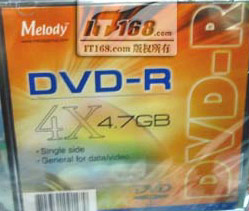 Melody
IT168.com
IT168.com 版权所有
DVD-R
DVD-R
4X 4.7GB
• Single side
• General for data/video
DVD